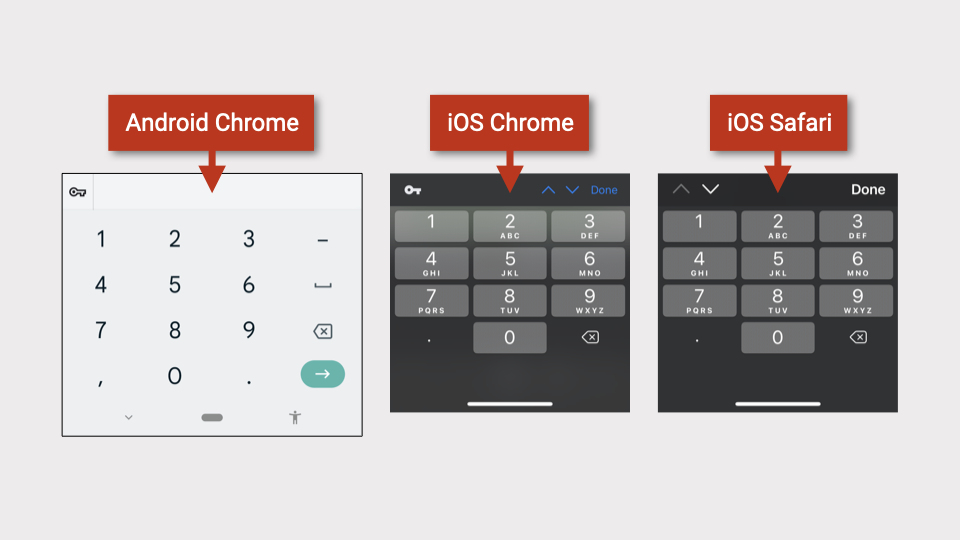 Android Chrome
iOS Chrome
iOS Safari
1 2 3 –
4 5 6
7 8 9
, 0 .
Done
1 2 3
ABC DEF
4 5 6
GHI JKL MNO
7 8 9
PQRS TUV WXYZ
. 0
Done
1 2 3
ABC DEF
4 5 6
GHI JKL MNO
7 8 9
PQRS TUV WXYZ
. 0